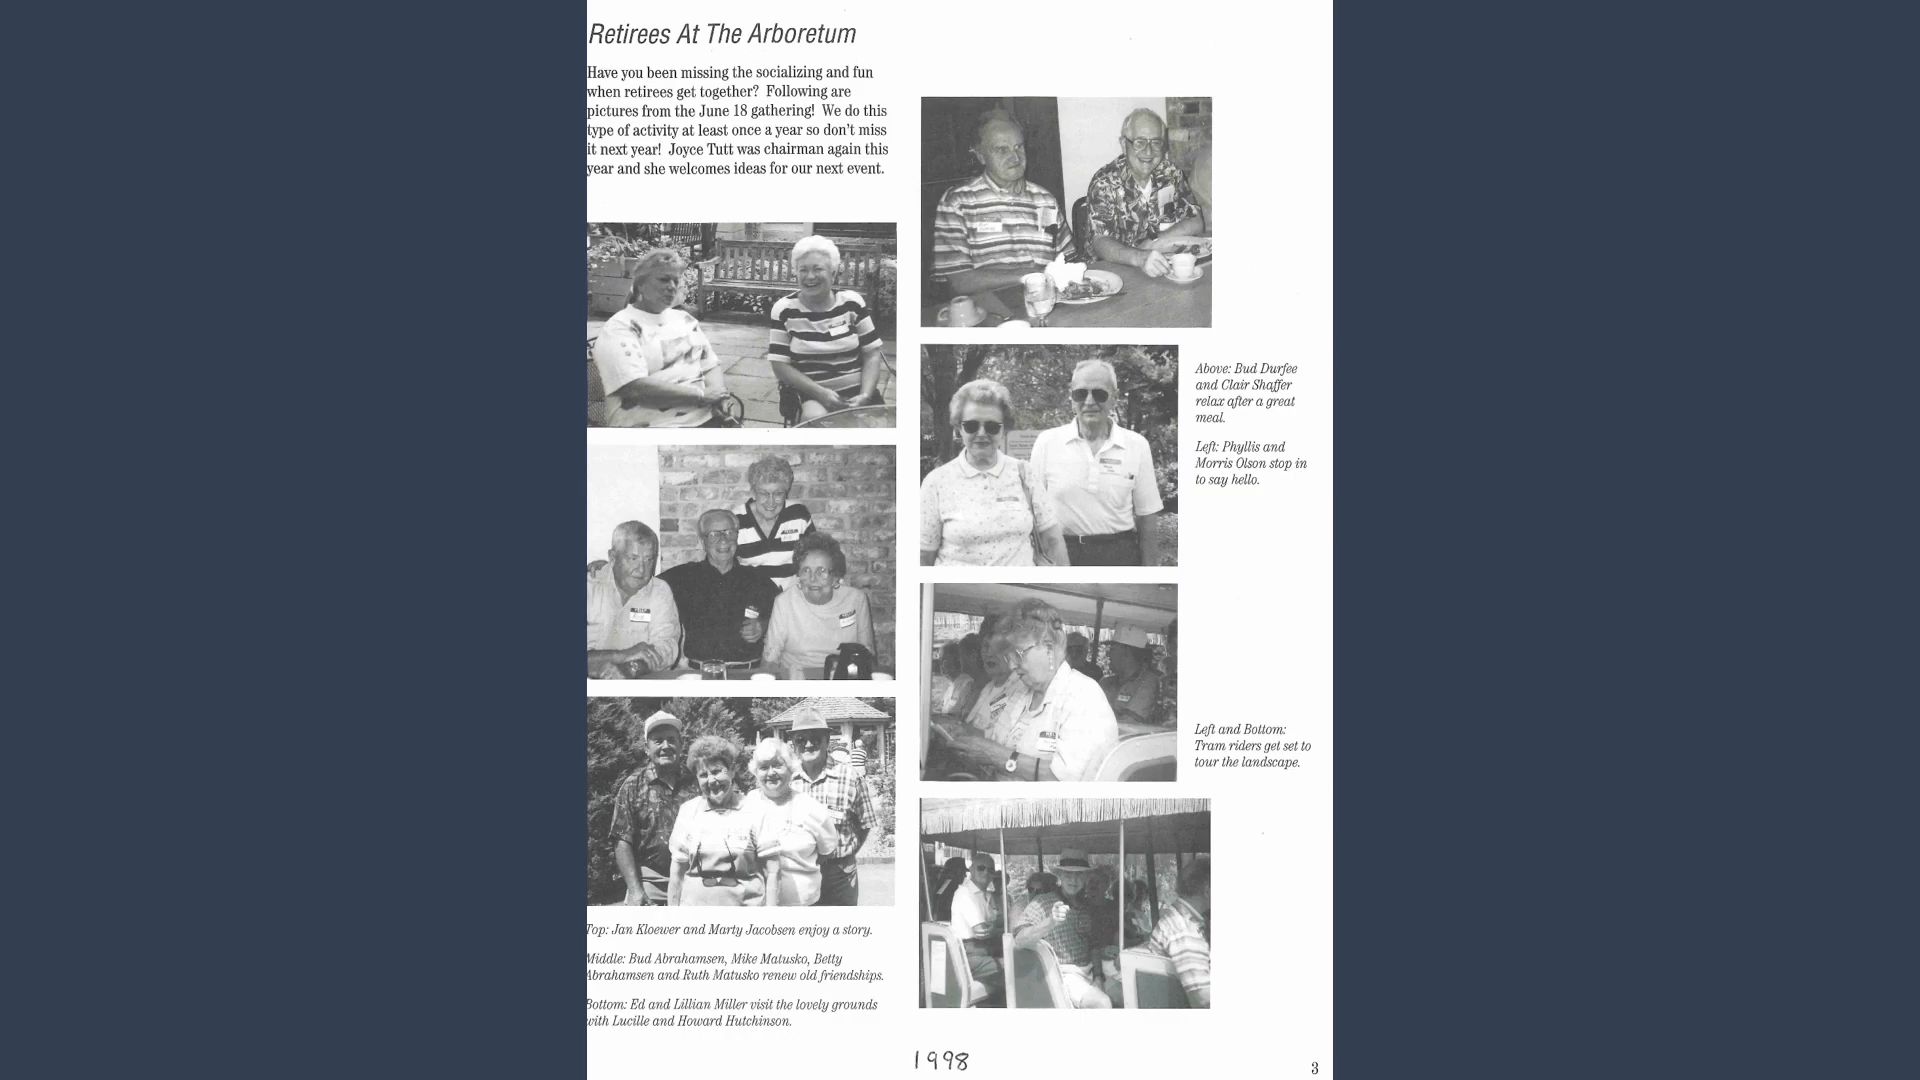 Retirees At The Arboretum
Have you been missing the socializing and fun
when retirees get together? Following are
pictures from the June 18 gathering! We do this
type of activity at least once a year so don't miss
it next year! Joyce Tutt was chairman again this
year and she welcomes ideas for our next event.
Top: Jan Kloewer and Marty Jacobsen enjoy a story.
Middle: Bud Abrahamsen, Mike Matusko, Betty
Abrahamsen and Ruth Matusko renew old friendships.
Bottom: Ed and Lillian Miller visit the lovely grounds
with Lucille and Howard Hutchinson.
Above: Bud Durfee
and Clair Shaffer
relax after a great
meal.
Left: Phyllis and
Morris Olson stop in
to say hello.
Left and Bottom:
Tram riders get set to
tour the landscape.
1998
3